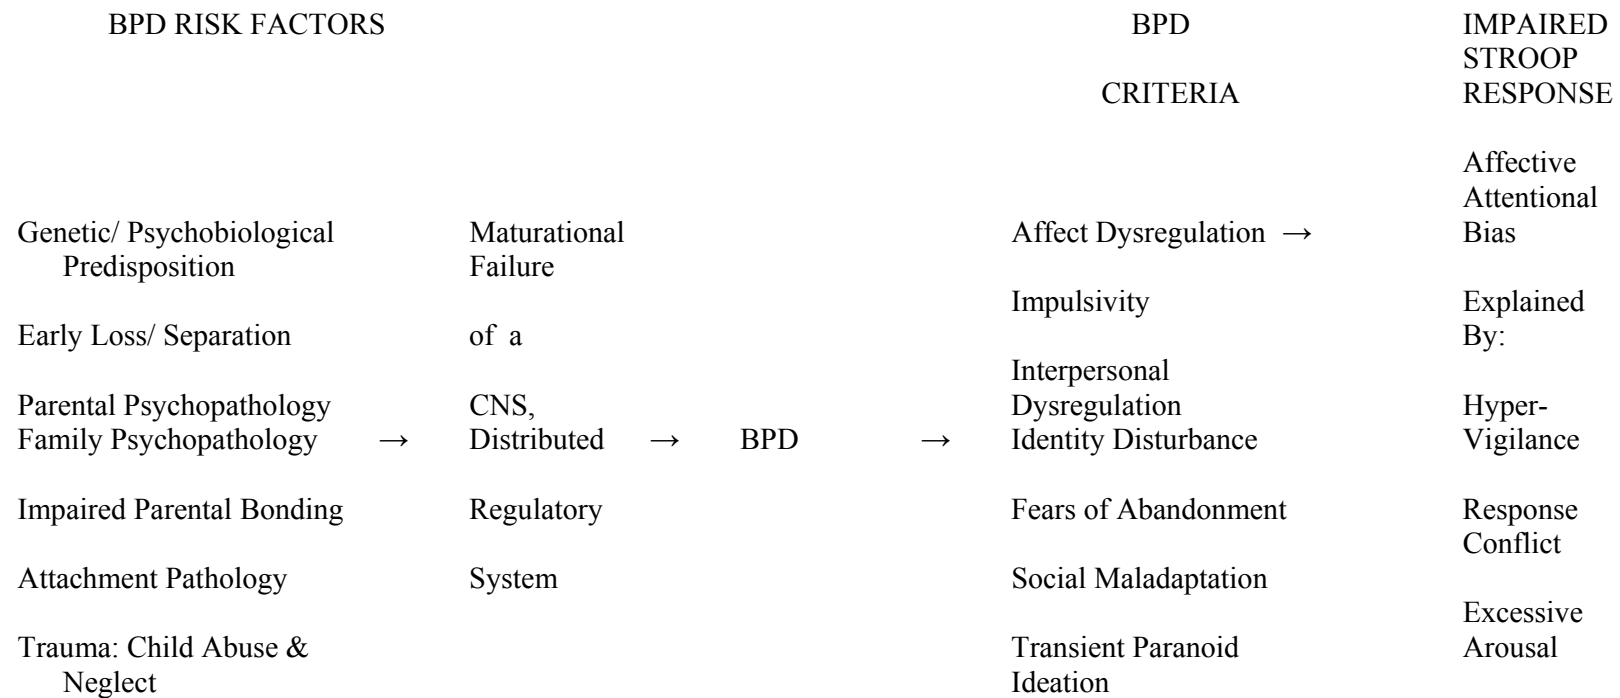 BPD RISK FACTORS
BPD
CRITERIA
IMPAIRED
STROOP
RESPONSE
Genetic/ Psychobiological
Predisposition
Early Loss/ Separation
Parental Psychopathology
Family Psychopathology →
Impaired Parental Bonding
Attachment Pathology
Trauma: Child Abuse &
Neglect
Maturational
Failure
of a
CNS,
Distributed →
Regulatory
System
BPD →
Affect Dysregulation →
Impulsivity
Interpersonal
Dysregulation
Identity Disturbance
Fears of Abandonment
Social Maladaptation
Transient Paranoid
Ideation
Affective
Attentional
Bias
Explained
By:
Hyper-
Vigilance
Response
Conflict
Excessive
Arousal